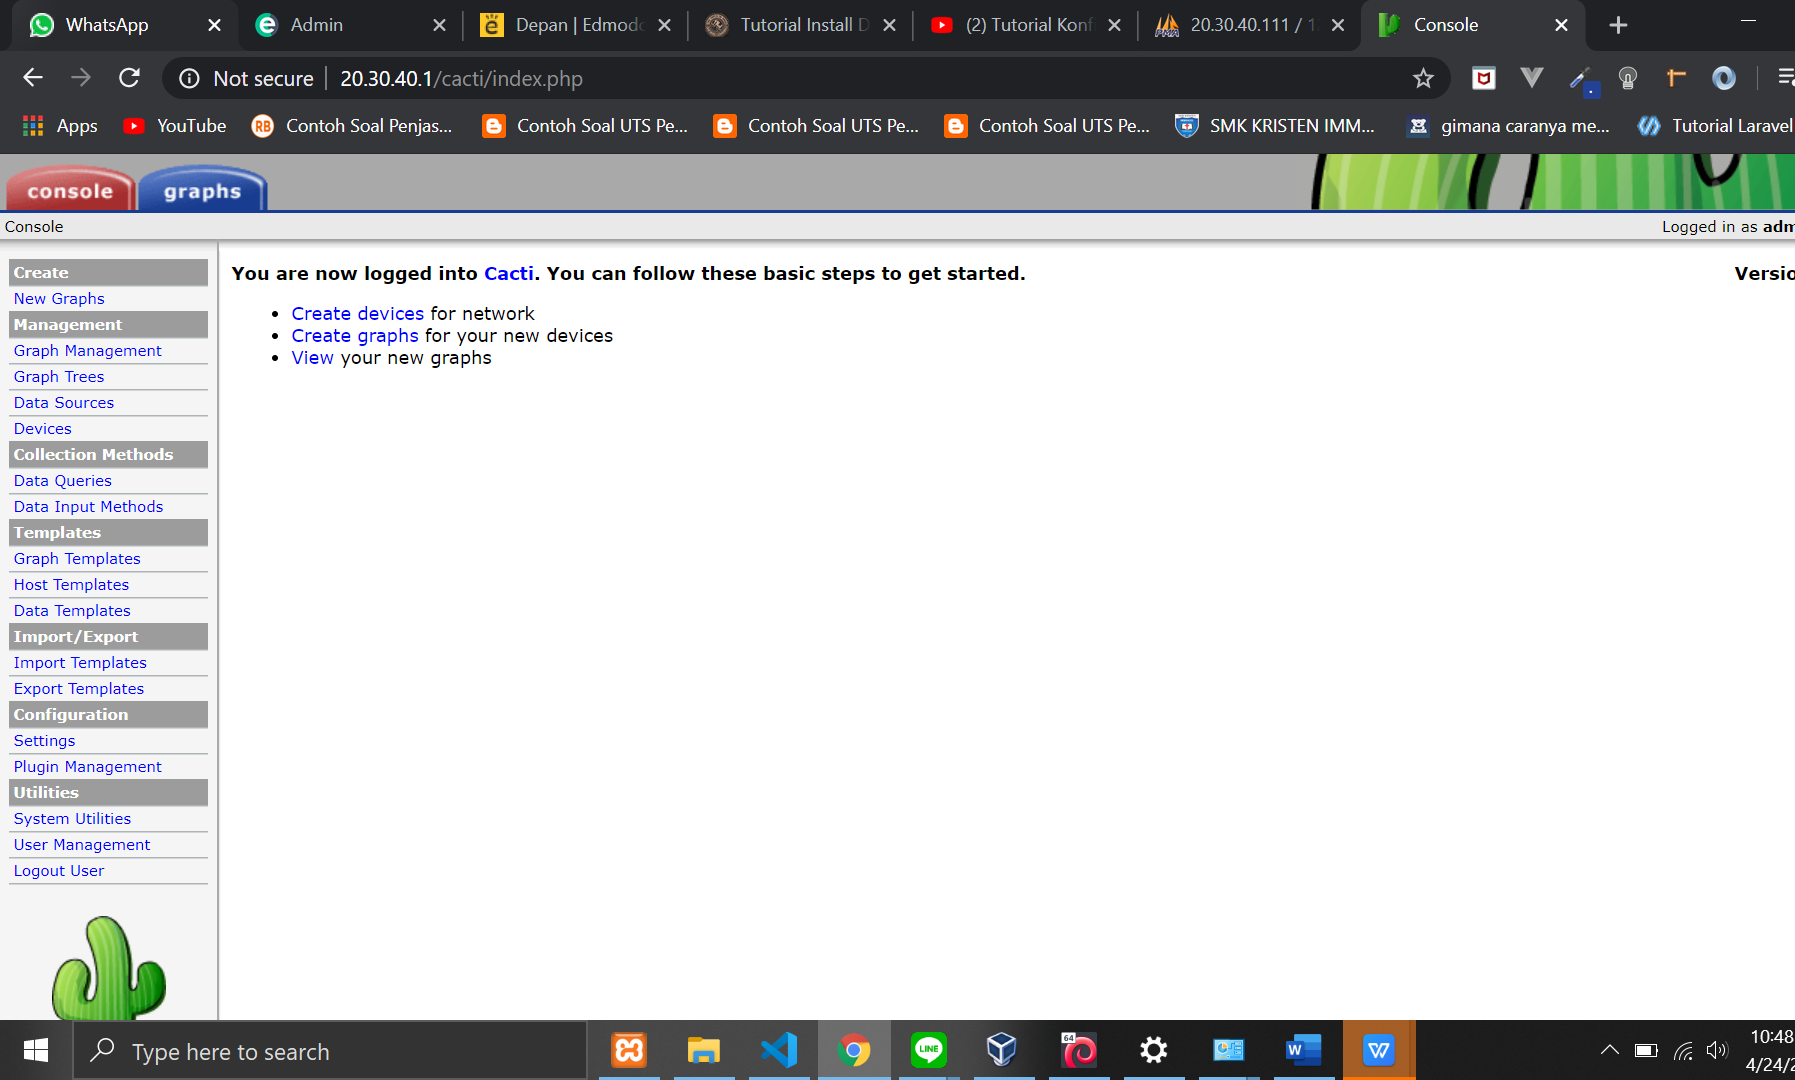 WhatsApp
Admin
Depan | Edmodo
Tutorial Install D
(2) Tutorial Konf
20.30.40.111 / 1
Console
Not secure
20.30.40.1/cacti/index.php
Apps
YouTube
RB
Contoh Soal Penjas...
Contoh Soal UTS Pe...
Contoh Soal UTS Pe...
Contoh Soal UTS Pe...
SMK KRISTEN IMM...
gimana caranya me...
Tutorial Laravel
console
graphs
Console
Logged in as adm
Create
New Graphs
Management
Graph Management
Graph Trees
Data Sources
Devices
Collection Methods
Data Queries
Data Input Methods
Templates
Graph Templates
Host Templates
Data Templates
Import/Export
Import Templates
Export Templates
Configuration
Settings
Plugin Management
Utilities
System Utilities
User Management
Logout User
You are now logged into Cacti. You can follow these basic steps to get started.
Versio
• Create devices for network
• Create graphs for your new devices
• View your new graphs
Type here to search
LINE
64
W
W
10:48
4/24/2